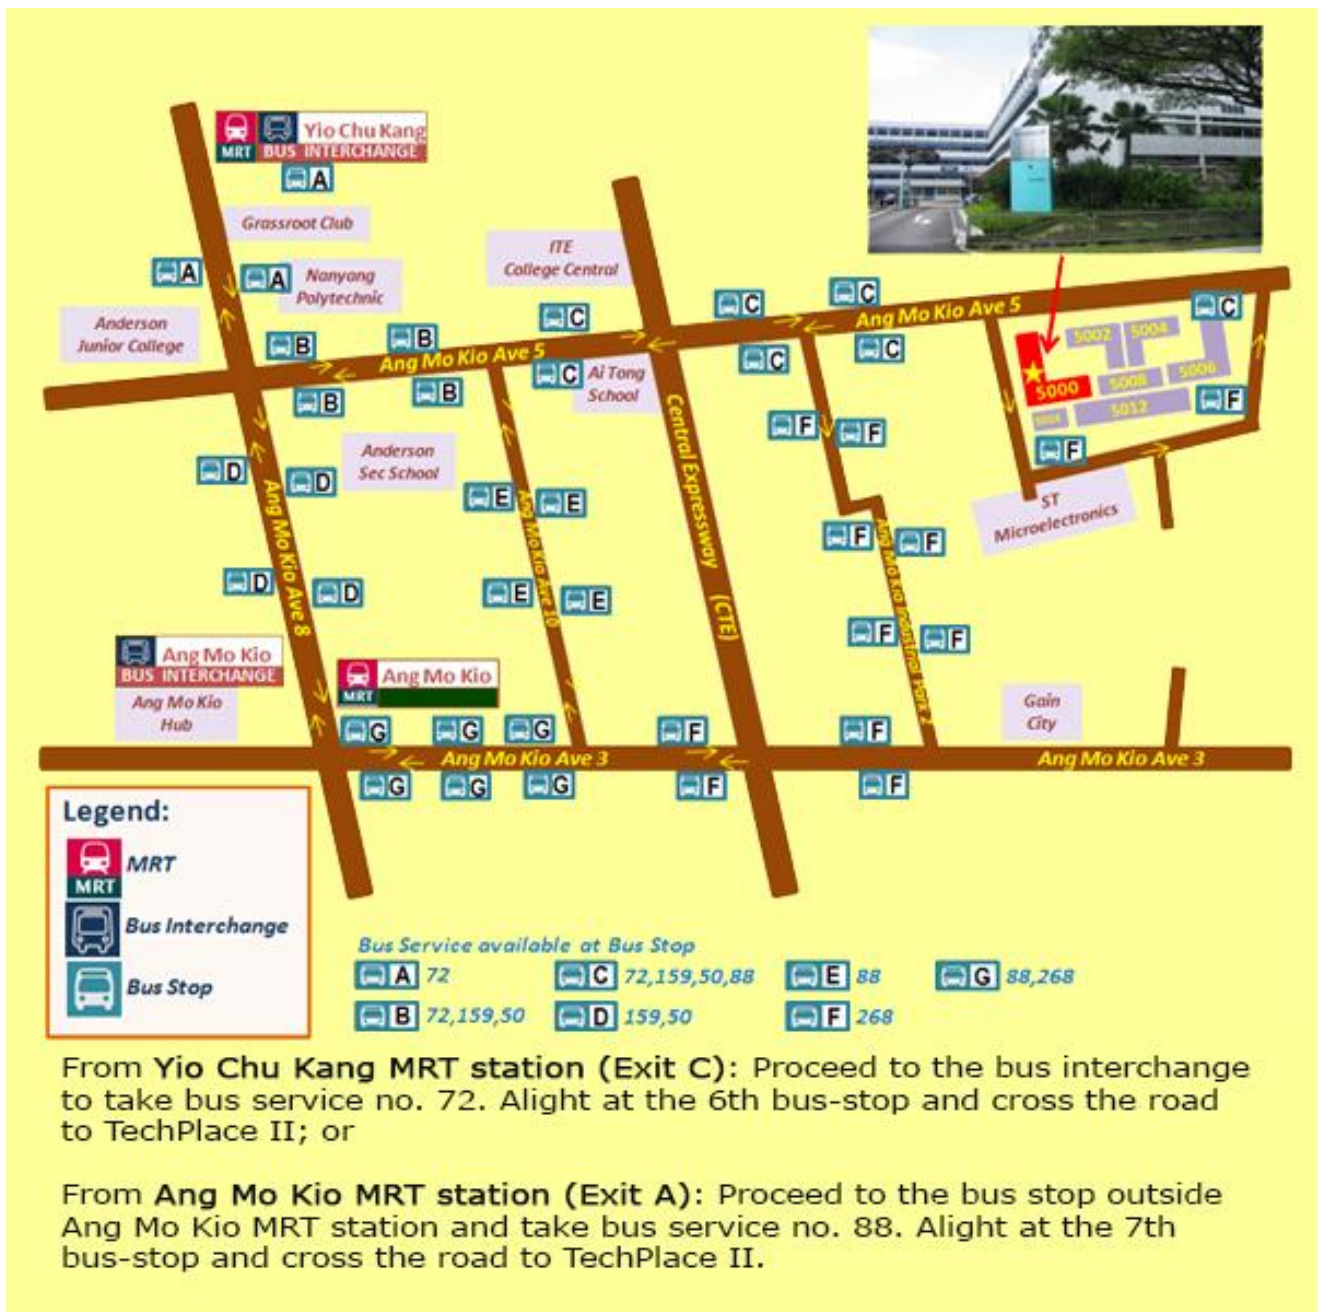 Yio Chu Kang
MRT BUS INTERCHANGE
A
Grassroot Club
ITE
College Central
A
A
Nanyang
Polytechnic
C
C
C
Ang Mo Kio Ave 5
Anderson
Junior College
B
B
Ang Mo Kio Ave 5
C
C
C
Ai Tong
School
5002
5004
5006
5008
5000
5012
B
B
F
F
F
F
Anderson
Sec School
Central Expressway
(CTE)
D
D
Ang Mo Kio Ave 8
E
E
Ang Mo Kio Ave 10
ST
Microelectronics
F
F
Ang Mo Kio Industrial Park 2
D
D
E
E
F
F
Ang Mo Kio
BUS INTERCHANGE
Ang Mo Kio
MRT
Ang Mo Kio
Hub
Gain
City
G
G
G
F
F
Ang Mo Kio Ave 3
Ang Mo Kio Ave 3
G
G
G
F
F
Legend:
MRT
MRT
Bus Interchange
Bus Stop
Bus Service available at Bus Stop
A 72
C 72,159,50,88
E 88
G 88,268
B 72,159,50
D 159,50
F 268
From Yio Chu Kang MRT station (Exit C): Proceed to the bus interchange
to take bus service no. 72. Alight at the 6th bus-stop and cross the road
to TechPlace II; or
From Ang Mo Kio MRT station (Exit A): Proceed to the bus stop outside
Ang Mo Kio MRT station and take bus service no. 88. Alight at the 7th
bus-stop and cross the road to TechPlace II.